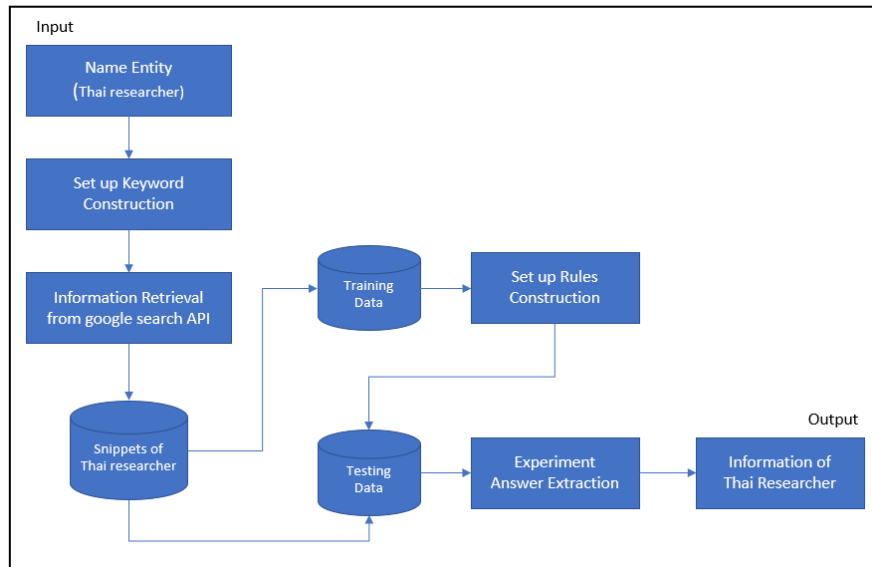 Input
Name Entity
(Thai researcher)
Set up Keyword
Construction
Information Retrieval
from google search API
Snippets of
Thai researcher
Training
Data
Set up Rules
Construction
Testing
Data
Experiment
Answer Extraction
Output
Information of
Thai Researcher